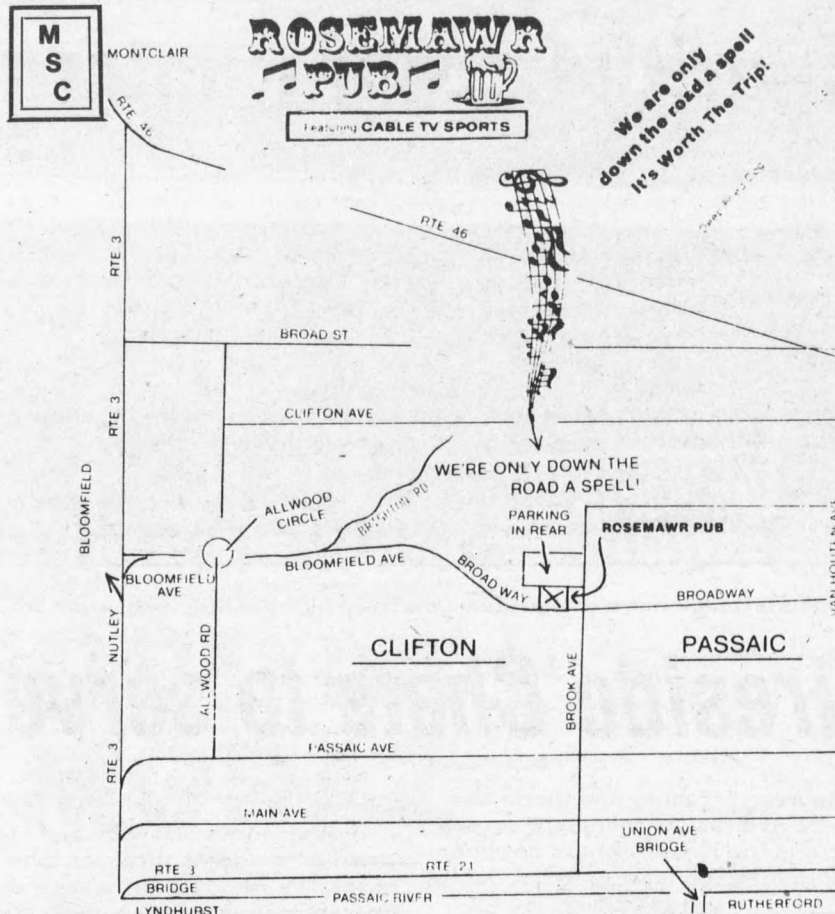 M
S
C
MONTCLAIR
ROSEMAWR
PUB
Featuring CABLE TV SPORTS
We are only
down the road a spell
It's Worth The Trip!
RTE 46
RTE 46
RTE 3
BROAD ST
RTE 3
CLIFTON AVE
WE'RE ONLY DOWN THE
ROAD A SPELL!
BLOOMFIELD
ALLWOOD
CIRCLE
BRIGHTON RD
PARKING
IN REAR
ROSEMAWR PUB
BLOOMFIELD AVE
BLOOMFIELD
AVE
BROADWAY
BROADWAY
NUTLEY
ALLWOOD RD
CLIFTON
PASSAIC
BROOK AVE
RTE 3
PASSAIC AVE
MAIN AVE
UNION AVE
BRIDGE
RTE 3
RTE 21
BRIDGE
PASSAIC RIVER
LYNDHURST
RUTHERFORD